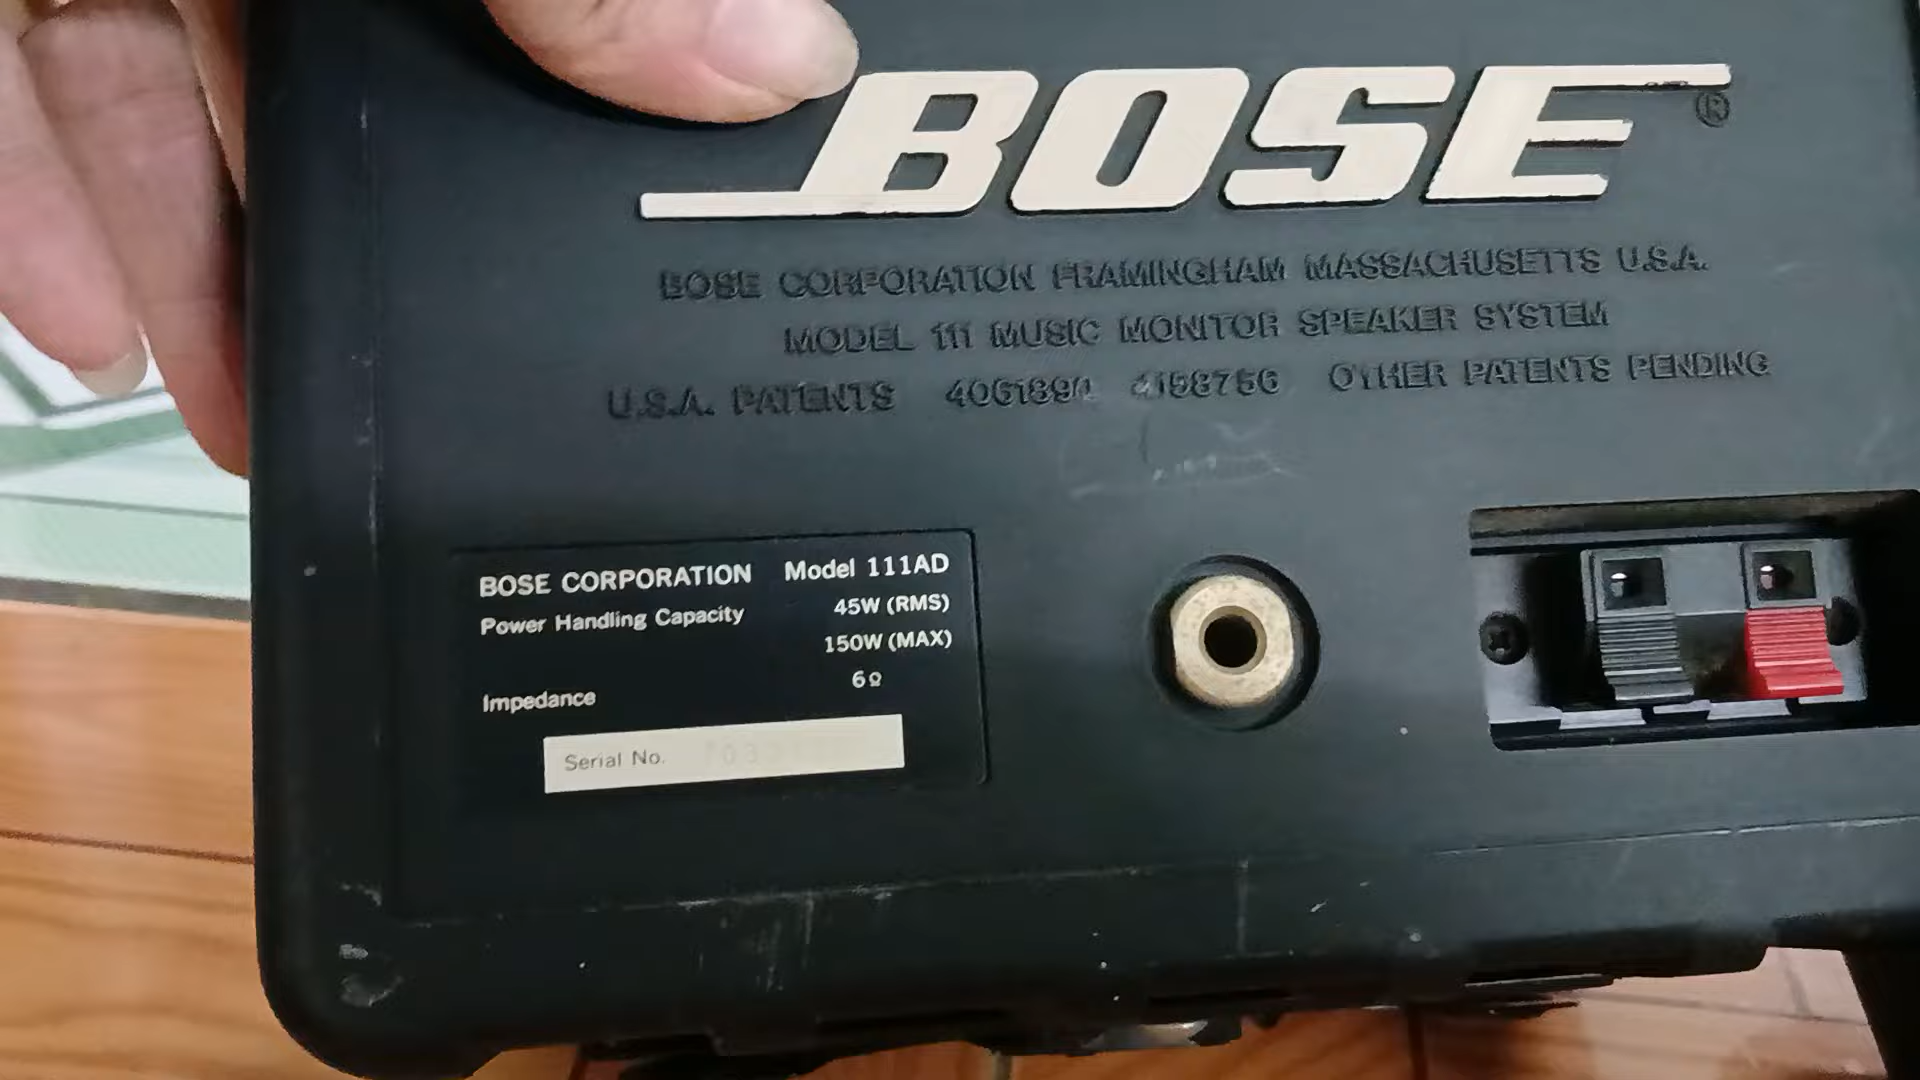 BOSE ®
BOSE CORPORATION FRAMINGHAM MASSACHUSETTS U.S.A.
MODEL 111 MUSIC MONITOR SPEAKER SYSTEM
U.S.A. PATENTS 4158756 OTHER PATENTS PENDING
BOSE CORPORATION Model 111AD
Power Handling Capacity 45W (RMS)
150W (MAX)
Impedance 6Ω
Serial No.